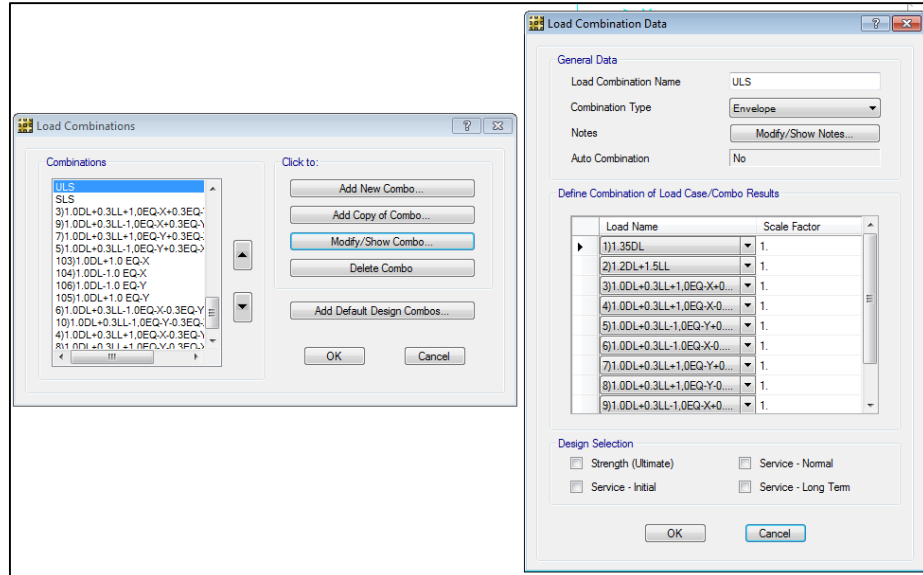 Load Combinations
Combinations
ULS
SLS
3)1.0DL+0.3LL+1,0EQ-X+0.3EQ-
9)1.0DL+0.3LL-1,0EQ-X+0.3EQ-Y
7)1.0DL+0.3LL+1,0EQ-Y+0.3EQ-
5)1.0DL+0.3LL-1,0EQ-Y+0.3EQ-X
103)1.0DL+1.0 EQ-X
104)1.0DL-1.0 EQ-X
106)1.0DL-1.0 EQ-Y
105)1.0DL+1.0 EQ-Y
6)1.0DL+0.3LL-1.0EQ-X-0.3EQ-Y
10)1.0DL+0.3LL-1,0EQ-Y-0.3EQ-
4)1.0DL+0.3LL+1,0EQ-X-0.3EQ-Y
8)1.0DL+0.3LL+1.0EQ-Y-0.3EQ-X
Click to:
Add New Combo...
Add Copy of Combo...
Modify/Show Combo...
Delete Combo
Add Default Design Combos...
OK
Cancel
Load Combination Data
General Data
Load Combination Name
ULS
Combination Type
Envelope
Notes
Modify/Show Notes...
Auto Combination
No
Define Combination of Load Case/Combo Results
Load Name Scale Factor
1)1.35DL 1.
2)1.2DL+1.5LL 1.
3)1.0DL+0.3LL+1,0EQ-X+0... 1.
4)1.0DL+0.3LL+1,0EQ-X-0.... 1.
5)1.0DL+0.3LL-1,0EQ-Y+0.... 1.
6)1.0DL+0.3LL-1.0EQ-X-0.... 1.
7)1.0DL+0.3LL+1,0EQ-Y+0.... 1.
8)1.0DL+0.3LL+1,0EQ-Y-0.... 1.
9)1.0DL+0.3LL-1,0EQ-X+0.... 1.
Design Selection
Strength (Ultimate)
Service - Normal
Service - Initial
Service - Long Term
OK
Cancel